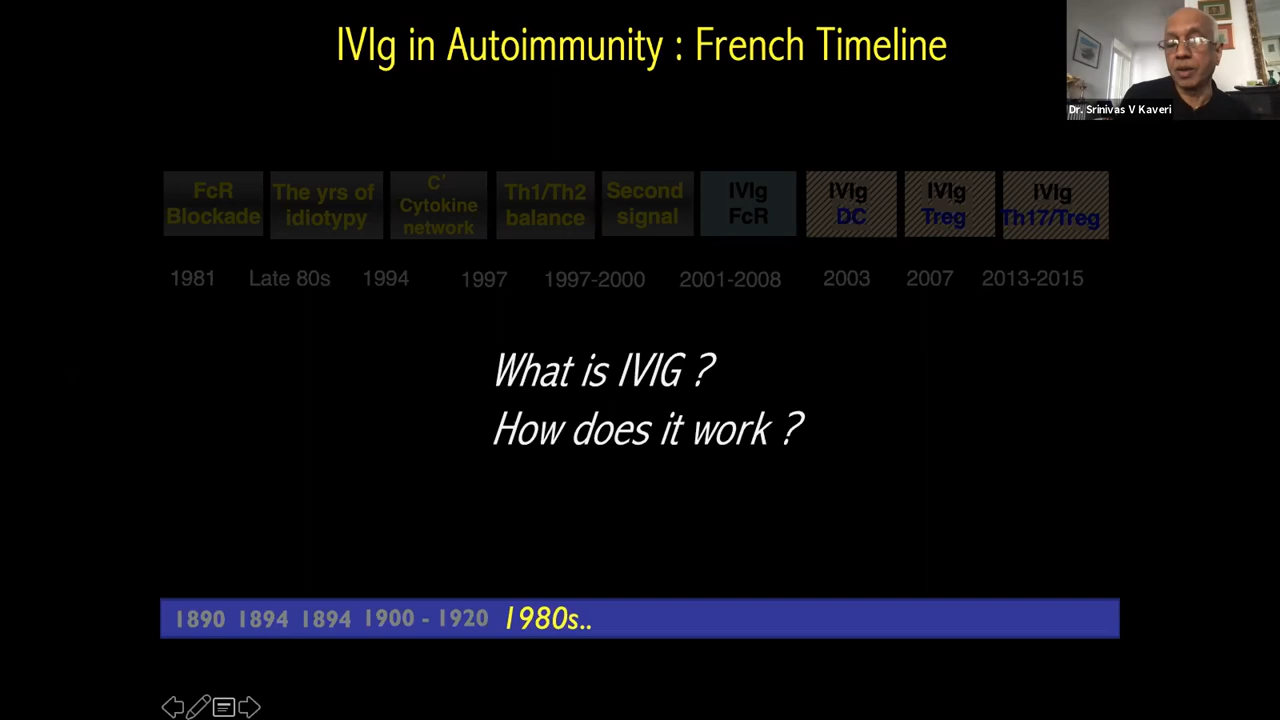 IVIg in Autoimmunity : French Timeline
Dr. Srinivas V Kaveri
FcR
Blockade
The yrs of
idiotypy
C'
Cytokine
network
Th1/Th2
balance
Second
signal
IVIg
FcR
IVIg
DC
IVIg
Treg
IVIg
Th17/Treg
1981 Late 80s 1994 1997 1997-2000 2001-2008 2003 2007 2013-2015
What is IVIG ?
How does it work ?
1890 1894 1894 1900 - 1920 1980s..